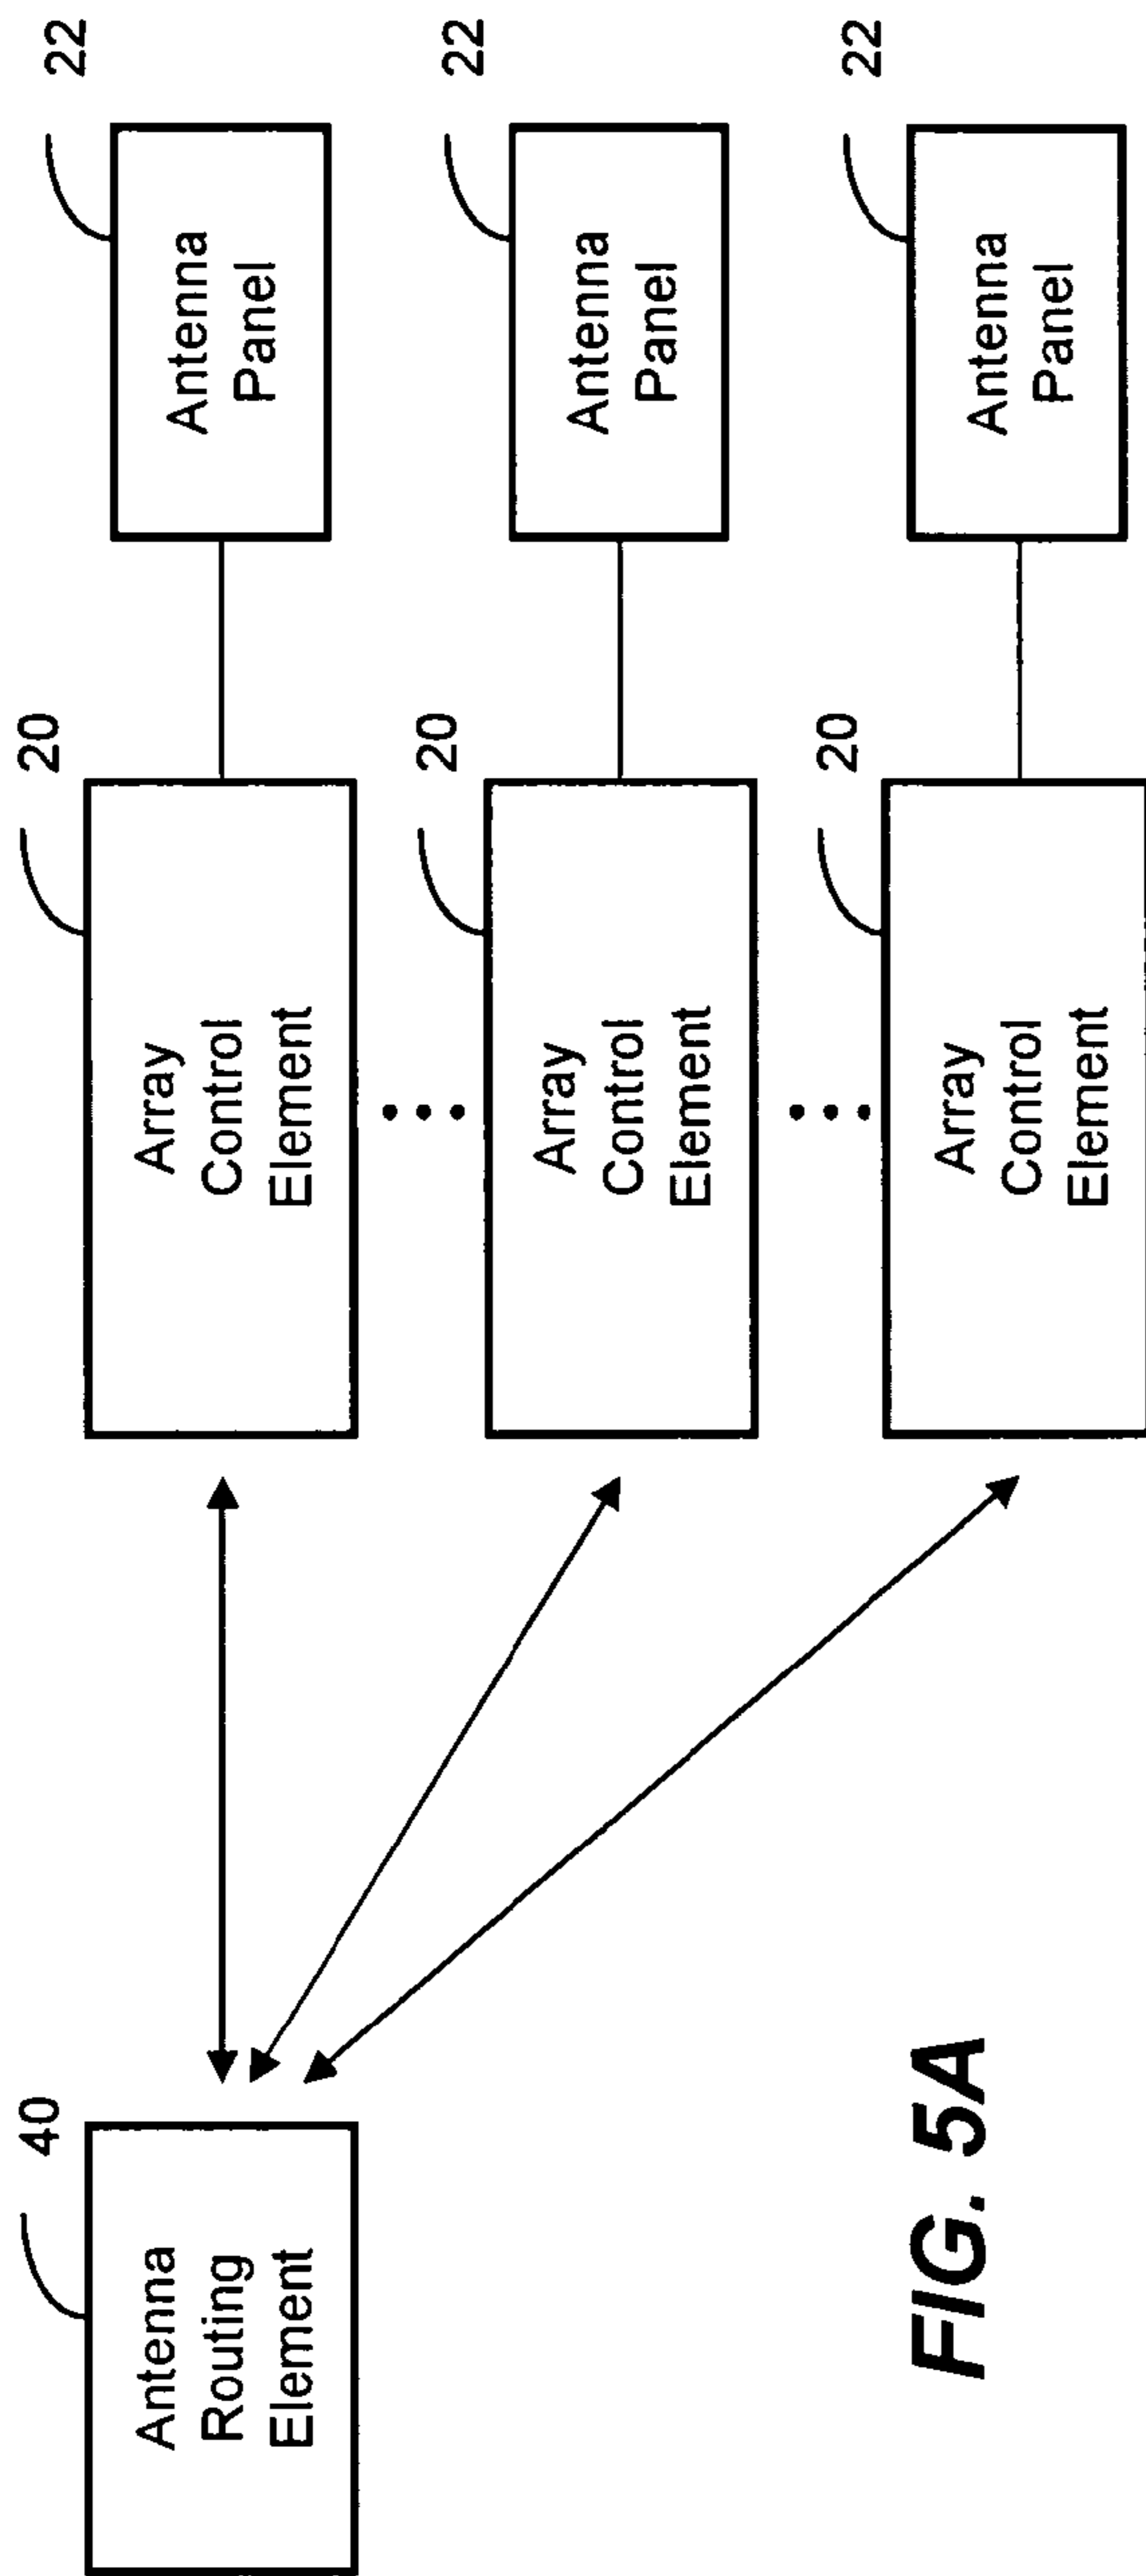 40
Antenna
Routing
Element
20
Array
Control
Element
22
Antenna
Panel
20
Array
Control
Element
22
Antenna
Panel
20
Array
Control
Element
22
Antenna
Panel
FIG. 5A